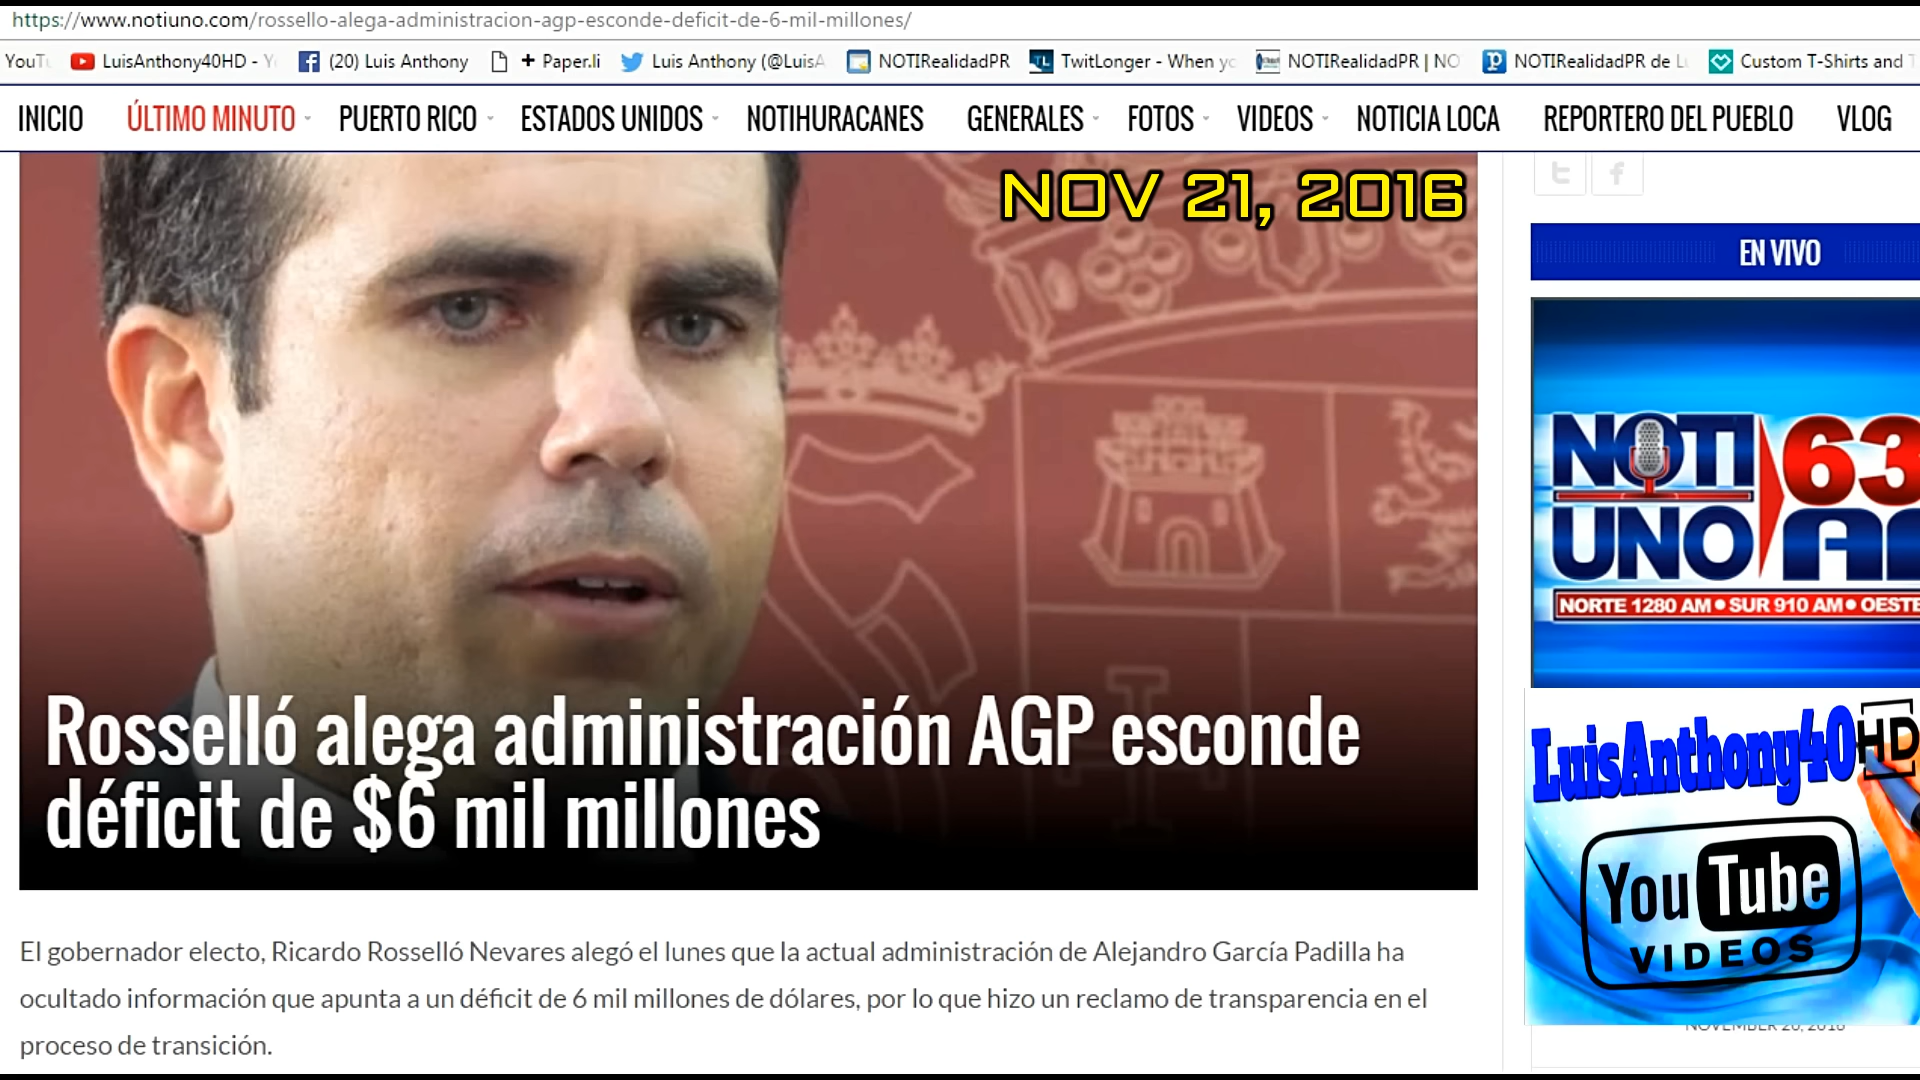 https://www.notiuno.com/rossello-alega-administracion-agp-esconde-deficit-de-6-mil-millones/
YouTu LuisAnthony40HD - Y (20) Luis Anthony + Paper.li Luis Anthony (@LuisA NOTIRealidadPR TwitLonger - When yo NOTIRealidadPR | NO NOTIRealidadPR de L Custom T-Shirts and T
INICIO ÚLTIMO MINUTO PUERTO RICO ESTADOS UNIDOS NOTIHURACANES GENERALES FOTOS VIDEOS NOTICIA LOCA REPORTERO DEL PUEBLO VLOG
NOV 21, 2016
Rosselló alega administración AGP esconde
déficit de $6 mil millones
El gobernador electo, Ricardo Rosselló Nevares alegó el lunes que la actual administración de Alejandro García Padilla ha
ocultado información que apunta a un déficit de 6 mil millones de dólares, por lo que hizo un reclamo de transparencia en el
proceso de transición.
EN VIVO
NOTI 63
UNO A
NORTE 1280 AM • SUR 910 AM • OESTE
LuisAnthony40HD
YouTube
VIDEOS
NOVEMBER 20, 2016